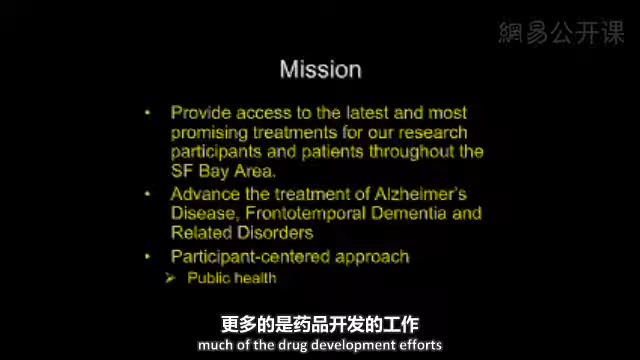 網易公开课
Mission
• Provide access to the latest and most
promising treatments for our research
participants and patients throughout the
SF Bay Area.
• Advance the treatment of Alzheimer's
Disease, Frontotemporal Dementia and
Related Disorders
• Participant-centered approach
➢ Public health
更多的是药品开发的工作
much of the drug development efforts